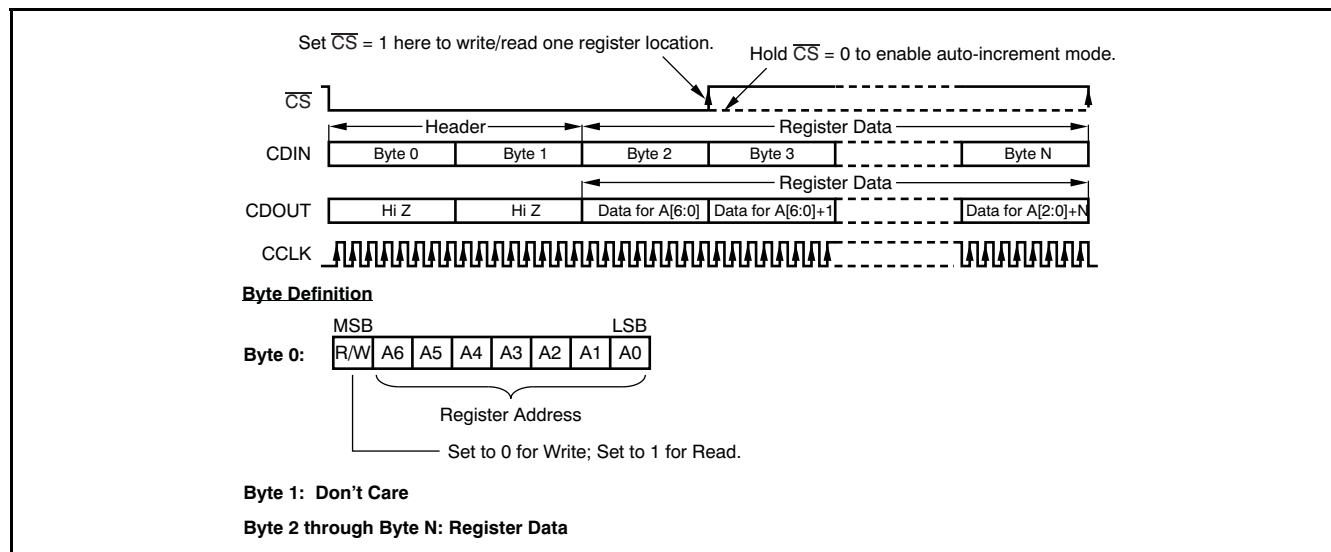 Set CS = 1 here to write/read one register location.
Hold CS = 0 to enable auto-increment mode.
CS
Header
Register Data
CDIN
Byte 0
Byte 1
Byte 2
Byte 3
Byte N
Register Data
CDOUT
Hi Z
Hi Z
Data for A[6:0]
Data for A[6:0]+1
Data for A[2:0]+N
CCLK
Byte Definition
MSB
LSB
Byte 0:
R/W A6 A5 A4 A3 A2 A1 A0
Register Address
Set to 0 for Write; Set to 1 for Read.
Byte 1: Don’t Care
Byte 2 through Byte N: Register Data